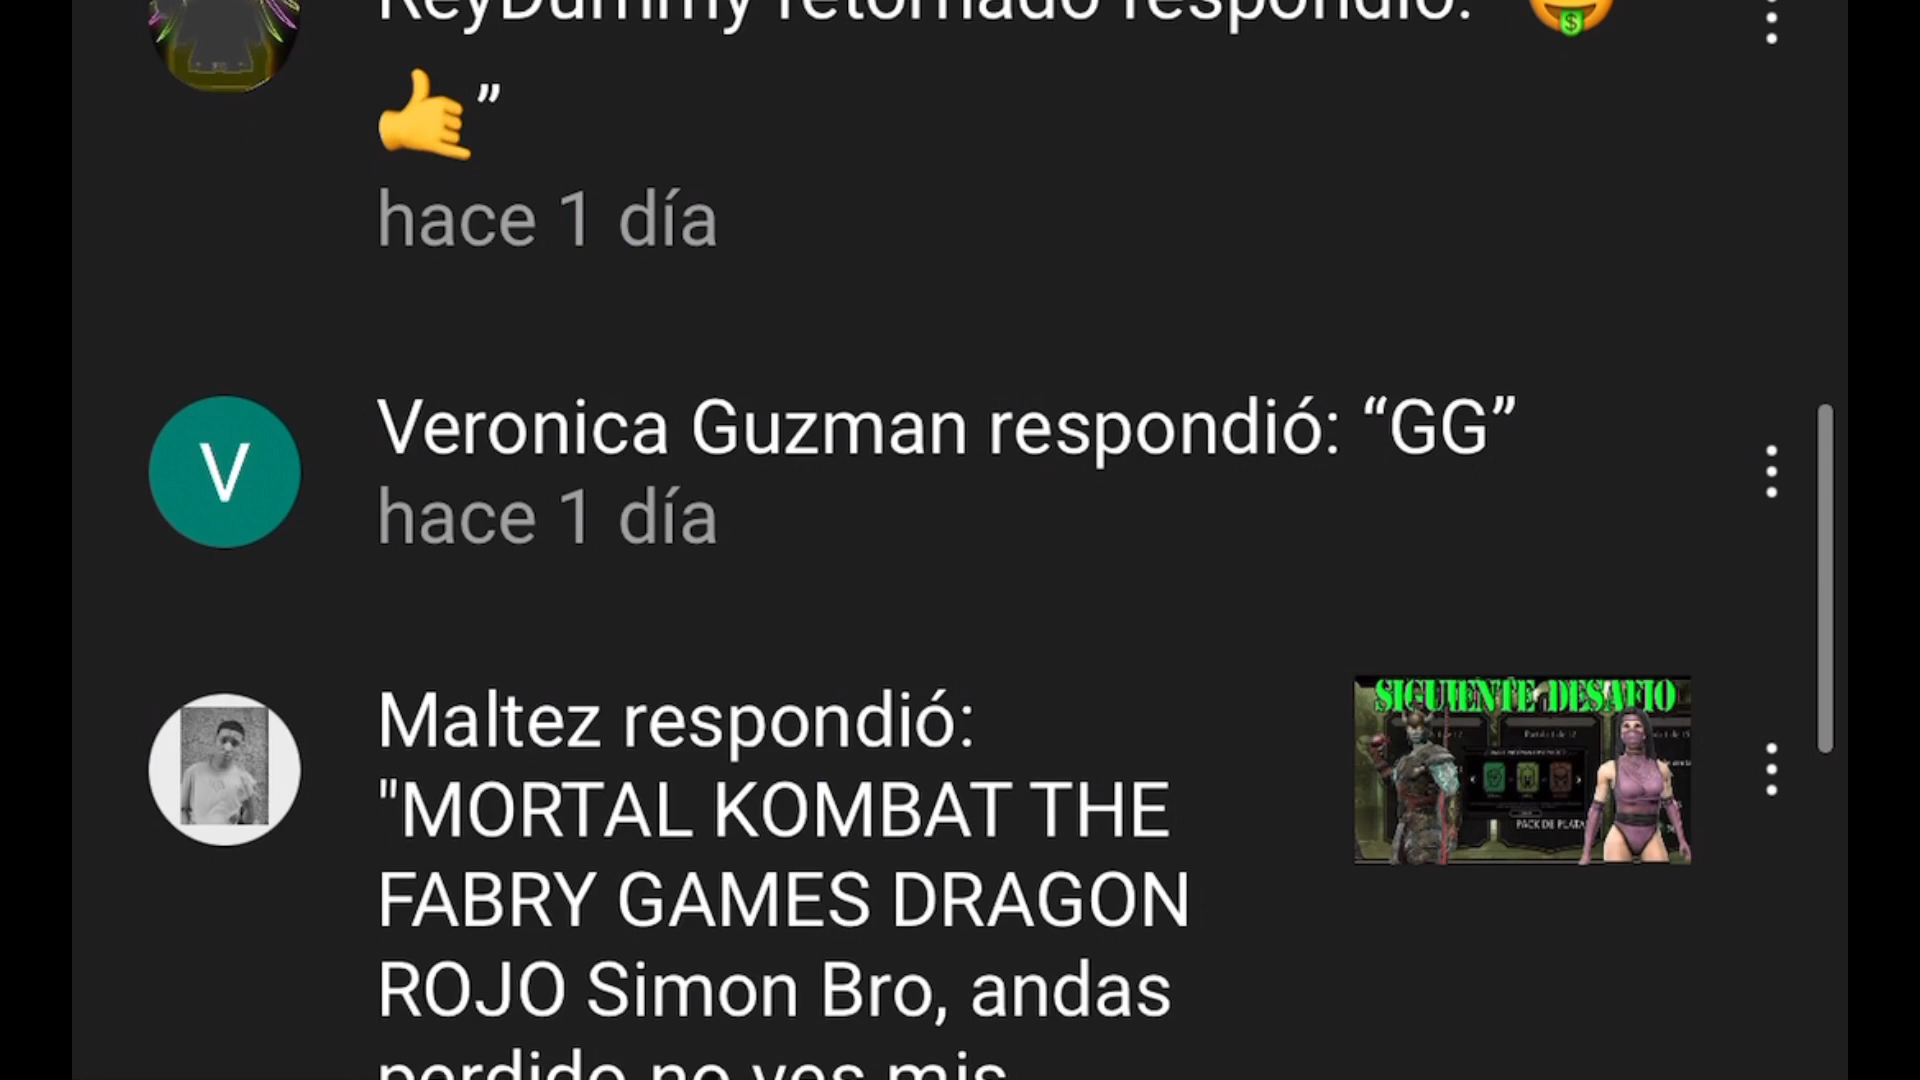 ReyDummy retornado respondió: "🤑
🤙”
hace 1 día
V
Veronica Guzman respondió: “GG”
hace 1 día
Maltez respondió:
"MORTAL KOMBAT THE
FABRY GAMES DRAGON
ROJO Simon Bro, andas
perdido no ves mis
SIGUIENTE DESAFIO
PACK DE PLATA